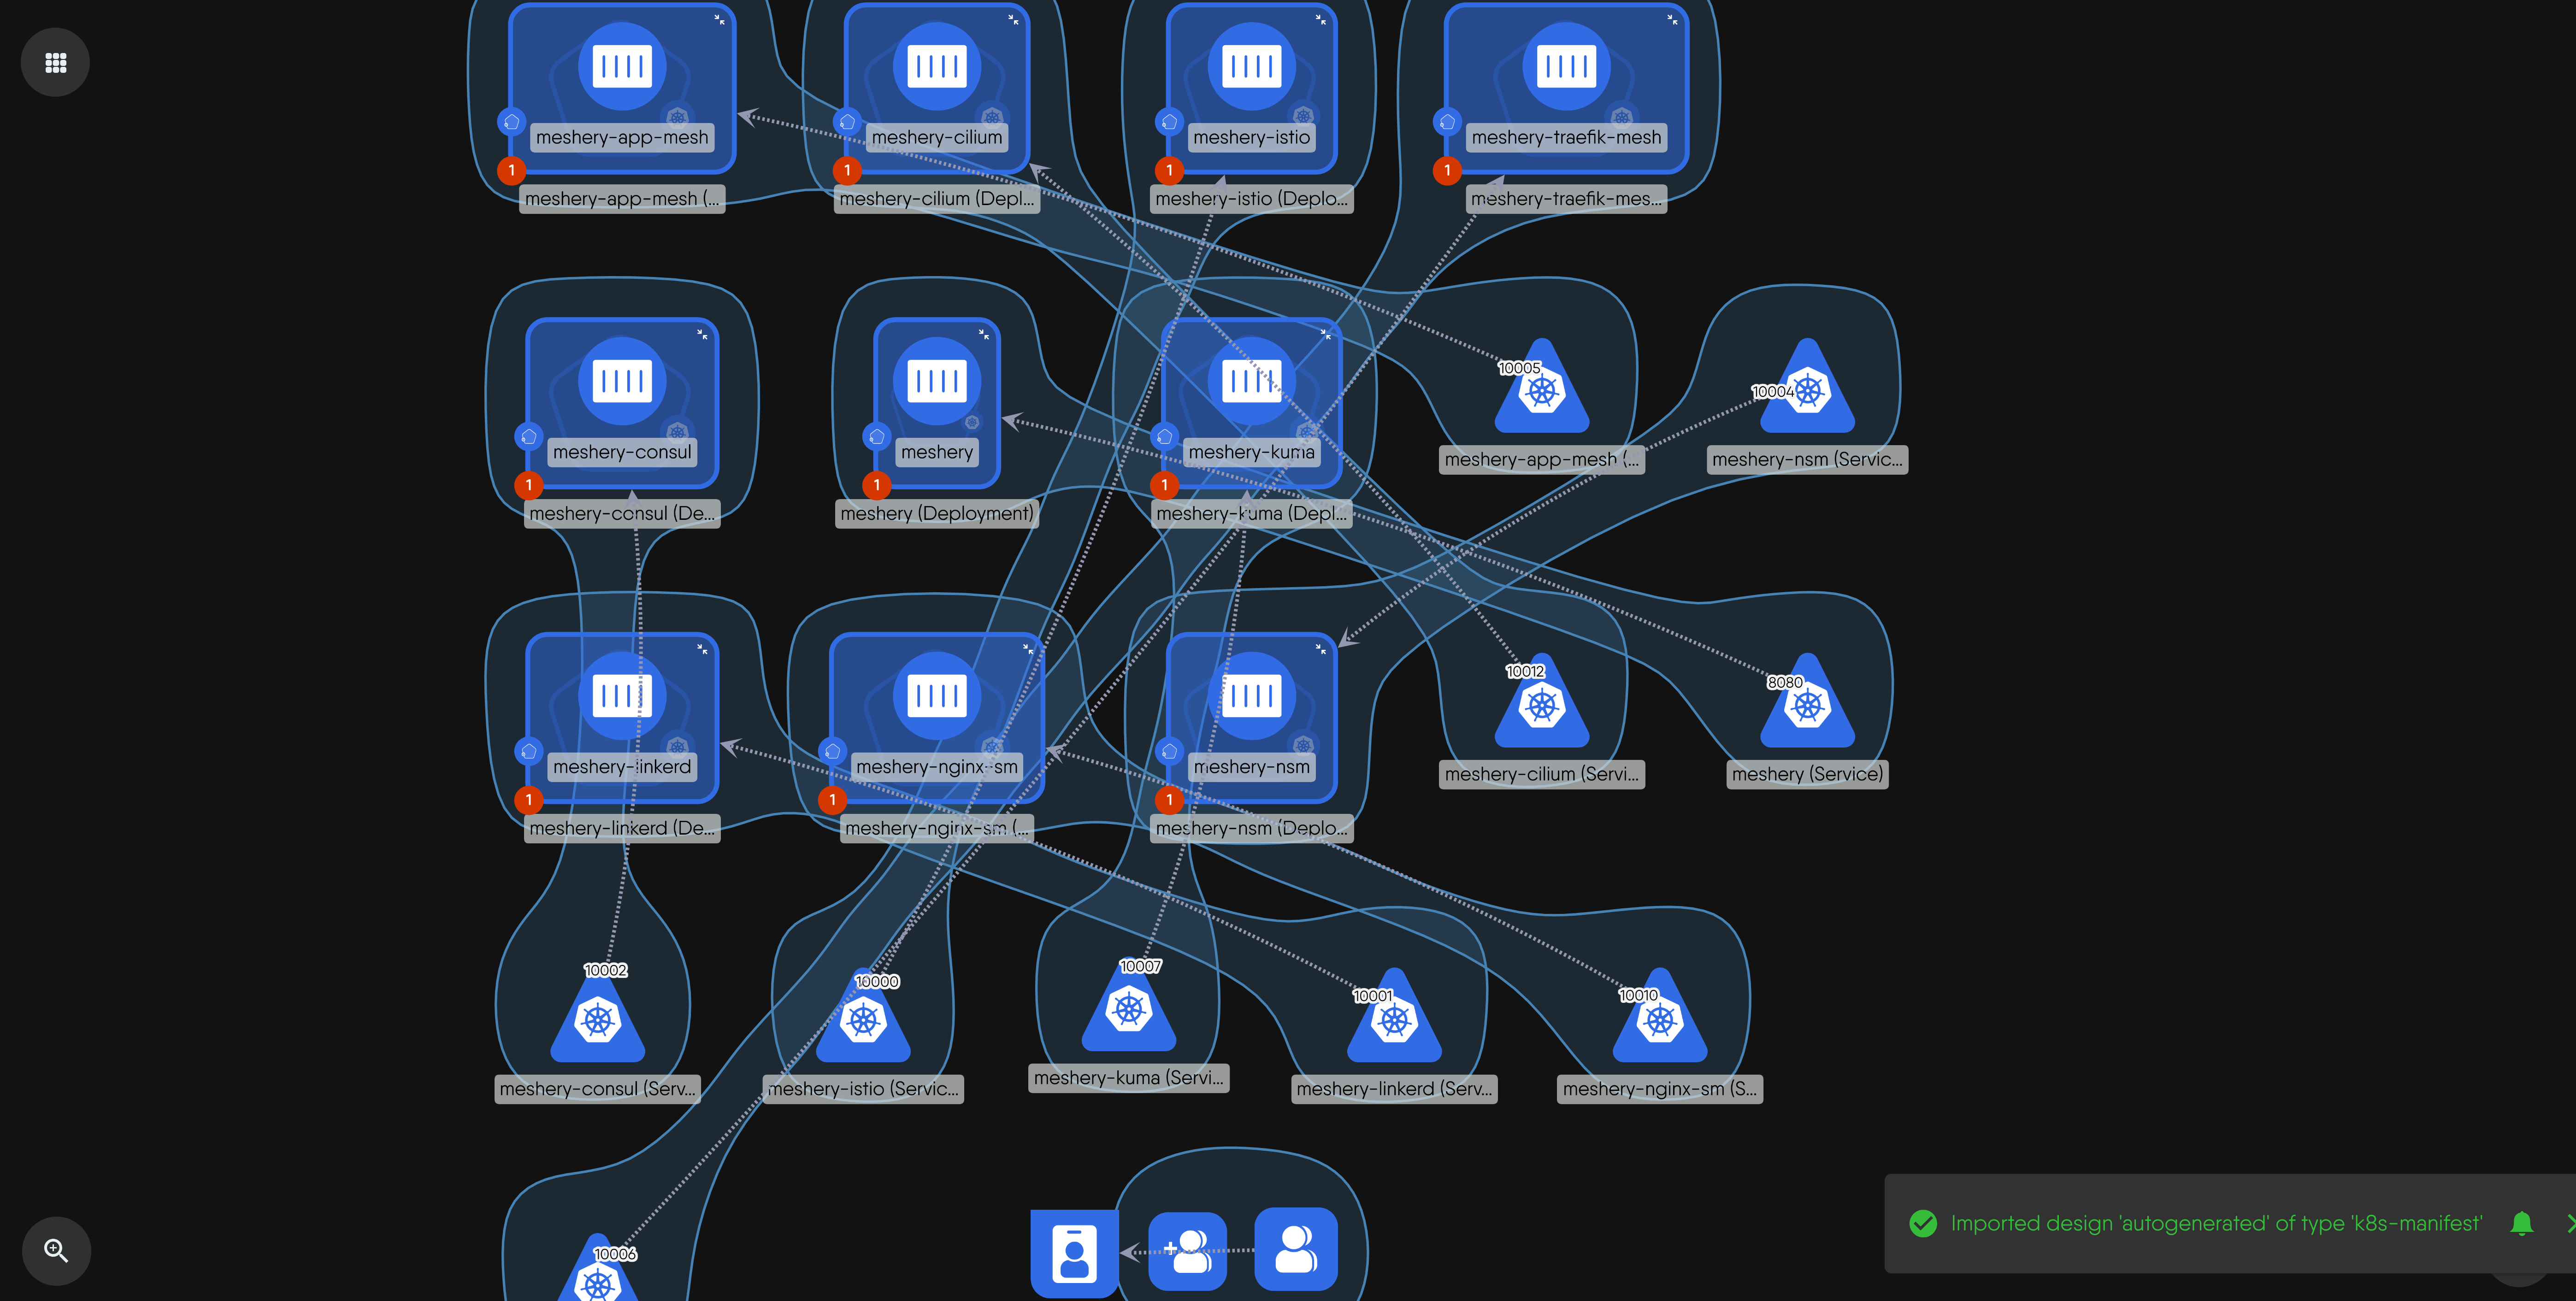 meshery-app-mesh
meshery-cilium
meshery-istio
meshery-traefik-mesh
1
1
1
1
meshery-app-mesh (...
meshery-cilium (Depl...
meshery-istio (Deplo...
meshery-traefik-mes...
10005
10004
meshery-consul
meshery
meshery-kuma
meshery-app-mesh (...
meshery-nsm (Servic...
1
1
1
meshery-consul (De...
meshery (Deployment)
meshery-kuma (Depl...
10012
8080
meshery-linkerd
meshery-nginx-sm
meshery-nsm
meshery-cilium (Servi...
meshery (Service)
1
1
1
meshery-linkerd (De...
meshery-nginx-sm (...
meshery-nsm (Deplo...
10002
10000
10007
10001
10010
meshery-consul (Serv...
meshery-istio (Servic...
meshery-kuma (Servi...
meshery-linkerd (Serv...
meshery-nginx-sm (S...
10006
Imported design 'autogenerated' of type 'k8s-manifest'